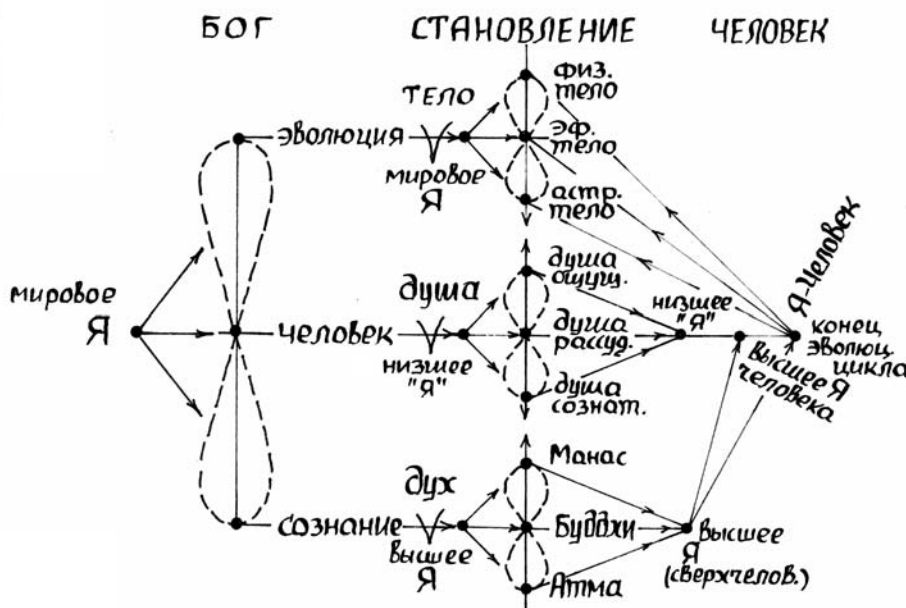 БОГ СТАНОВЛЕНИЕ ЧЕЛОВЕК
мировое
Я
эволюция
человек
сознание
ТЕЛО
мировое
Я
физ.
тело
эф.
тело
астр.
тело
душа
низшее
"Я"
душа
ощущ.
душа
рассуд.
душа
сознат.
низшее
"Я"
дух
высшее
Я
Манас
Буддхи
Атма
высшее
Я
(сверхчелов.)
высшее Я
человека
Я-человек
конец
эволюц.
цикла